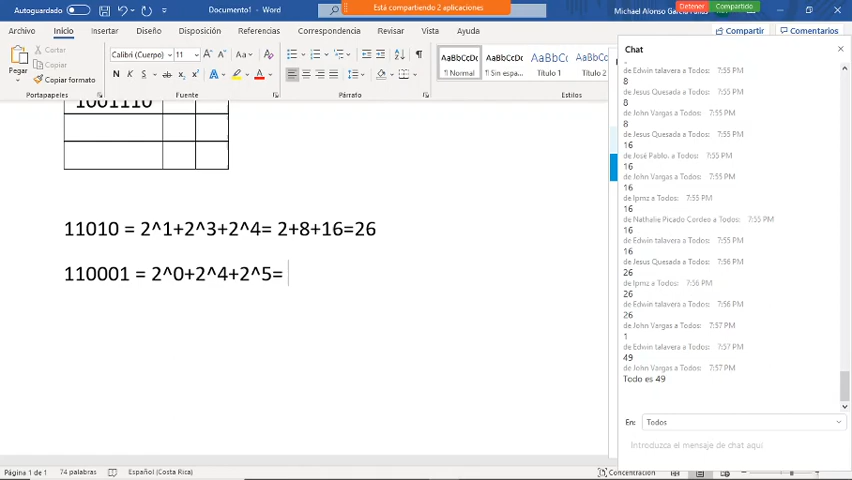 Está compartiendo 2 aplicaciones
Detener
Compartido
Autoguardado
Documento1 - Word
Michael Alonso
Archivo Inicio Insertar Diseño Disposición Referencias Correspondencia Revisar Vista Ayuda
Compartir
Comentarios
Pegar
Cortar
Copiar
Copiar formato
Calibri (Cuerpo) 11
N K S
AaBbCcDc AaBbCcDc AaBbCc AaBbCcD
¶ Normal
¶ Sin espa...
Título 1
Título 2
Portapapeles
Fuente
Párrafo
Estilos
1001110
11010 = 2^1+2^3+2^4= 2+8+16=26
110001 = 2^0+2^4+2^5=
Chat
de Edwin talavera a Todos: 7:55 PM
8
de Jesus Quesada a Todos: 7:55 PM
8
de John Vargas a Todos: 7:55 PM
8
de Jesus Quesada a Todos: 7:55 PM
16
de José Pablo. a Todos: 7:55 PM
16
de John Vargas a Todos: 7:55 PM
16
de lpmz a Todos: 7:55 PM
16
de Nathalie Picado Cordeo a Todos: 7:55 PM
16
de Edwin talavera a Todos: 7:55 PM
16
de Jesus Quesada a Todos: 7:56 PM
26
de lpmz a Todos: 7:56 PM
26
de Edwin talavera a Todos: 7:56 PM
26
de John Vargas a Todos: 7:57 PM
1
de Edwin talavera a Todos: 7:57 PM
49
de John Vargas a Todos: 7:57 PM
Todo es 49
En: Todos
Introduzca el mensaje de chat aquí
Página 1 de 1
74 palabras
Español (Costa Rica)
Concentración